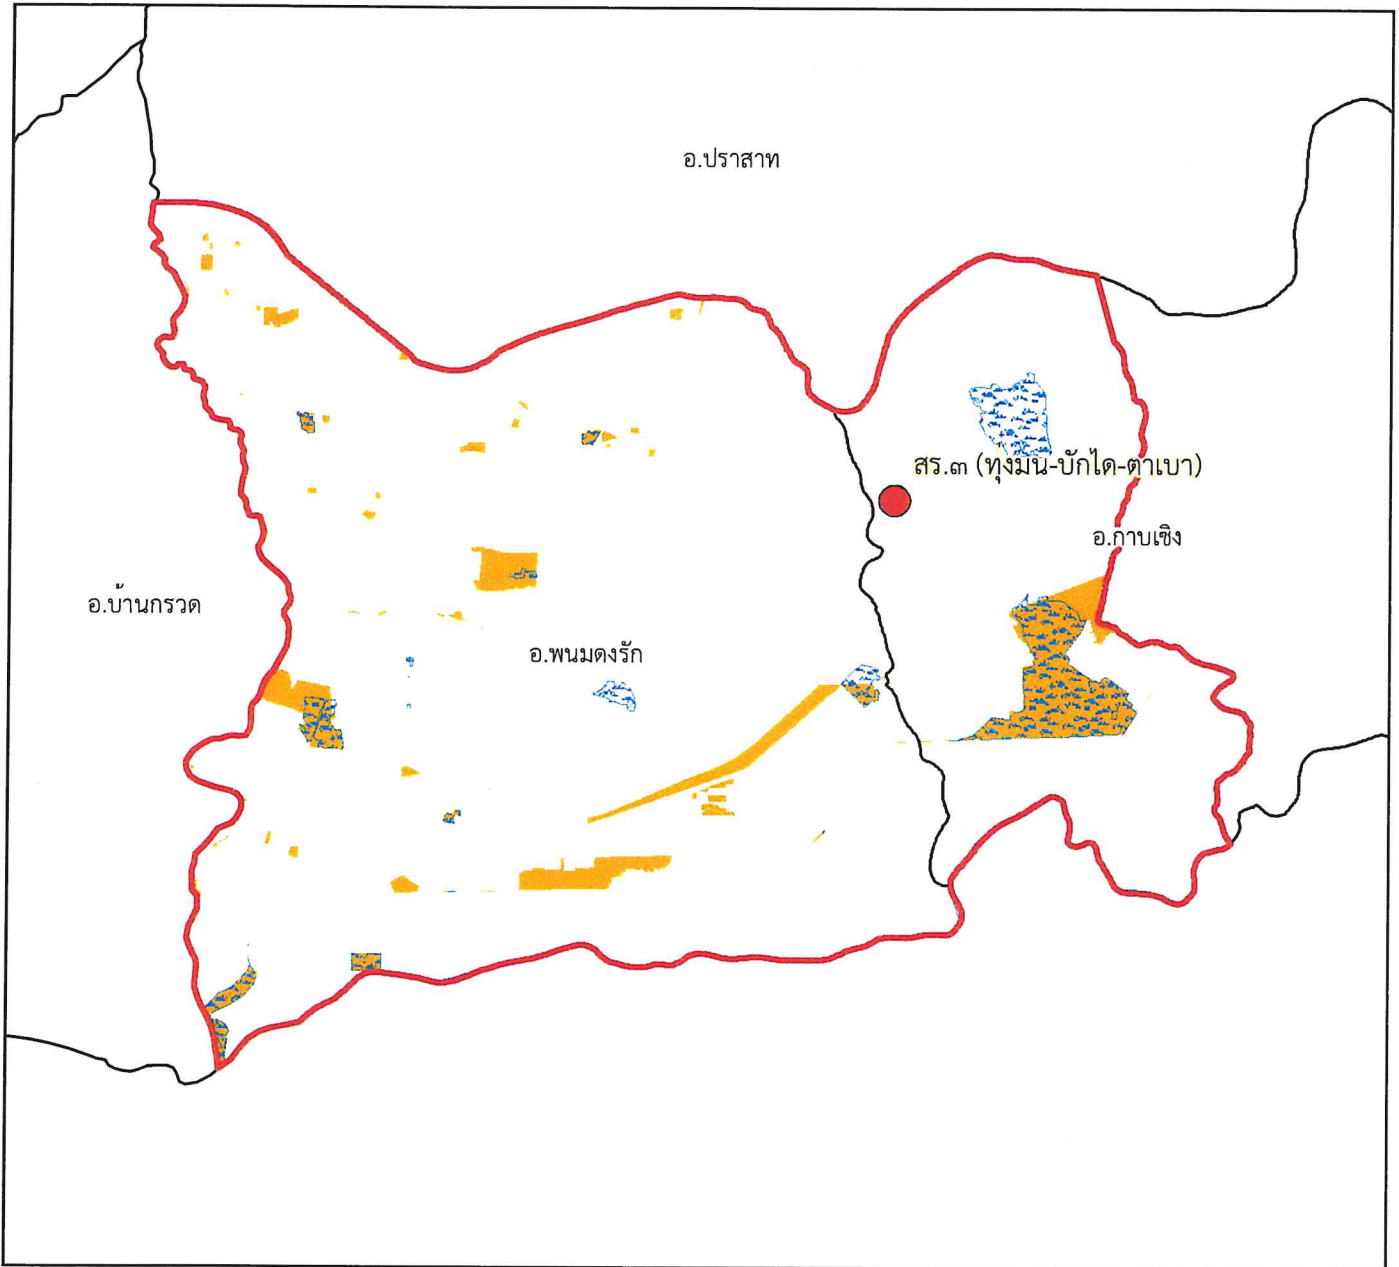 อ.ปราสาท
สร.๓ (ทุ่งมน-บักได-ตาเบา)
อ.กาบเชิง
อ.บ้านกรวด
อ.พนมดงรัก